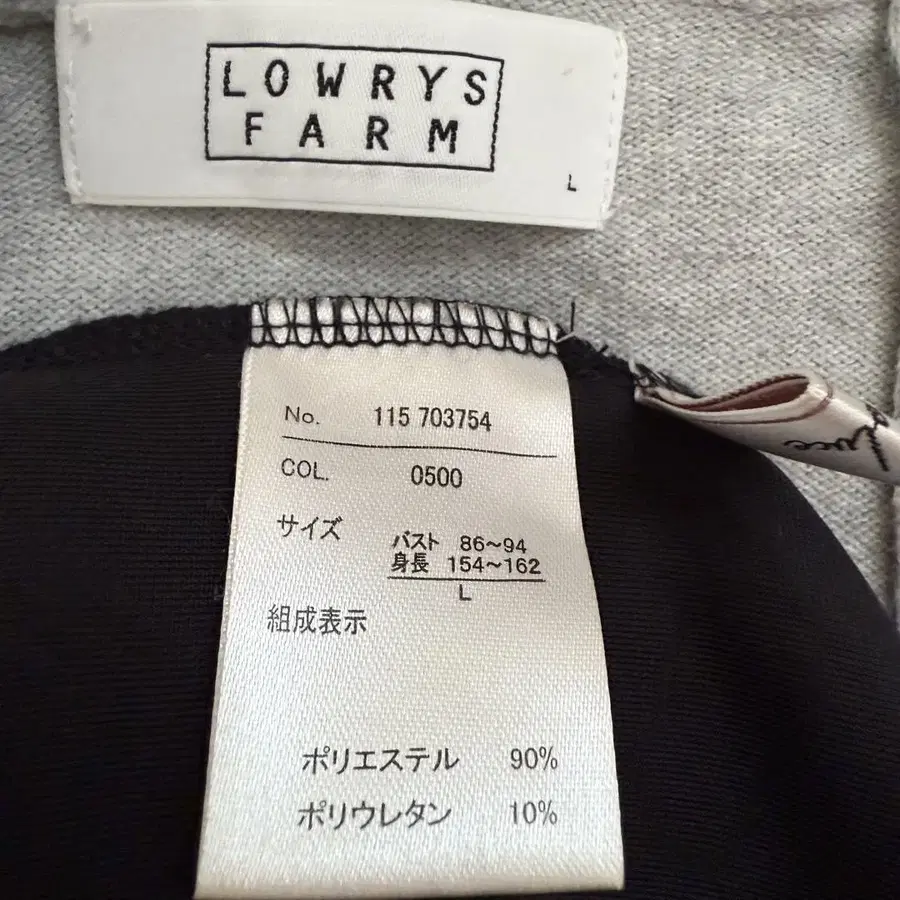 LOWRYS
FARM
L
No. 115 703754
COL. 0500
サイズ
バスト 86～94
身長 154～162
L
組成表示
ポリエステル 90%
ポリウレタン 10%